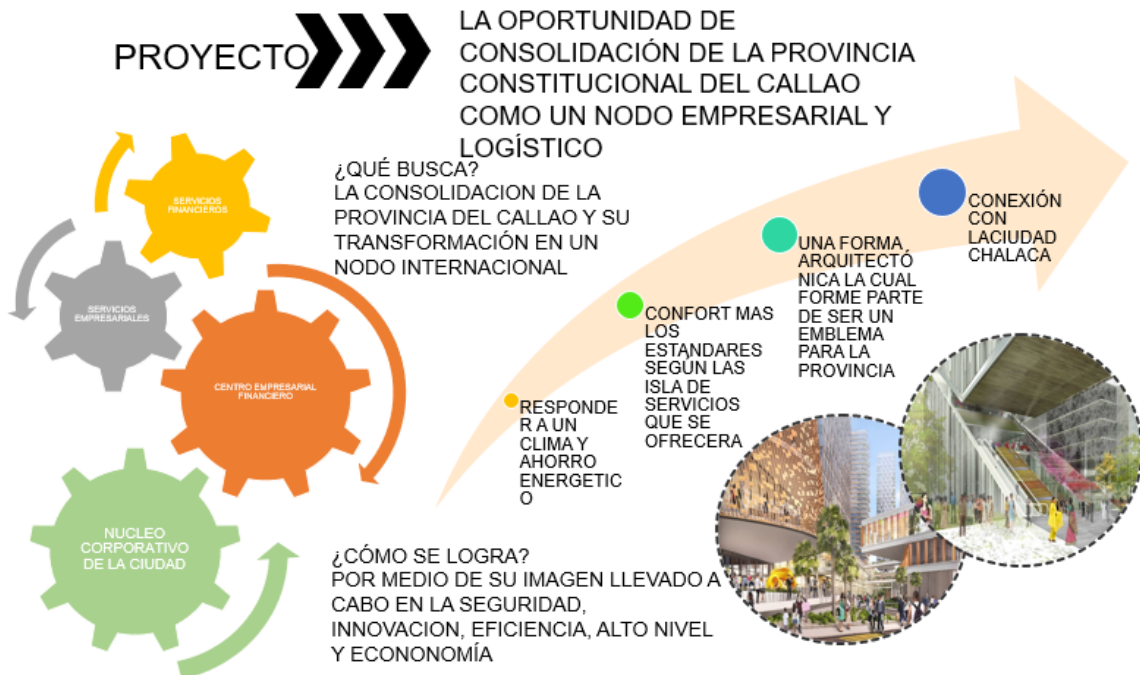 PROYECTO
LA OPORTUNIDAD DE
CONSOLIDACIÓN DE LA PROVINCIA
CONSTITUCIONAL DEL CALLAO
COMO UN NODO EMPRESARIAL Y
LOGÍSTICO
SERVICIOS
FINANCIEROS
SERVICIOS
EMPRESARIALES
CENTRO EMPRESARIAL
FINANCIERO
NUCLEO
CORPORATIVO
DE LA CIUDAD
¿QUÉ BUSCA?
LA CONSOLIDACION DE LA
PROVINCIA DEL CALLAO Y SU
TRANSFORMACIÓN EN UN
NODO INTERNACIONAL
RESPONDE
R A UN
CLIMA Y
AHORRO
ENERGETIC
O
CONFORT MAS
LOS
ESTANDARES
SEGÚN LAS
ISLA DE
SERVICIOS
QUE SE
OFRECERA
UNA FORMA
ARQUITECTÓ
NICA LA CUAL
FORME PARTE
DE SER UN
EMBLEMA
PARA LA
PROVINCIA
CONEXIÓN
CON
LACIUDAD
CHALACA
¿CÓMO SE LOGRA?
POR MEDIO DE SU IMAGEN LLEVADO A
CABO EN LA SEGURIDAD,
INNOVACION, EFICIENCIA, ALTO NIVEL
Y ECONONOMÍA